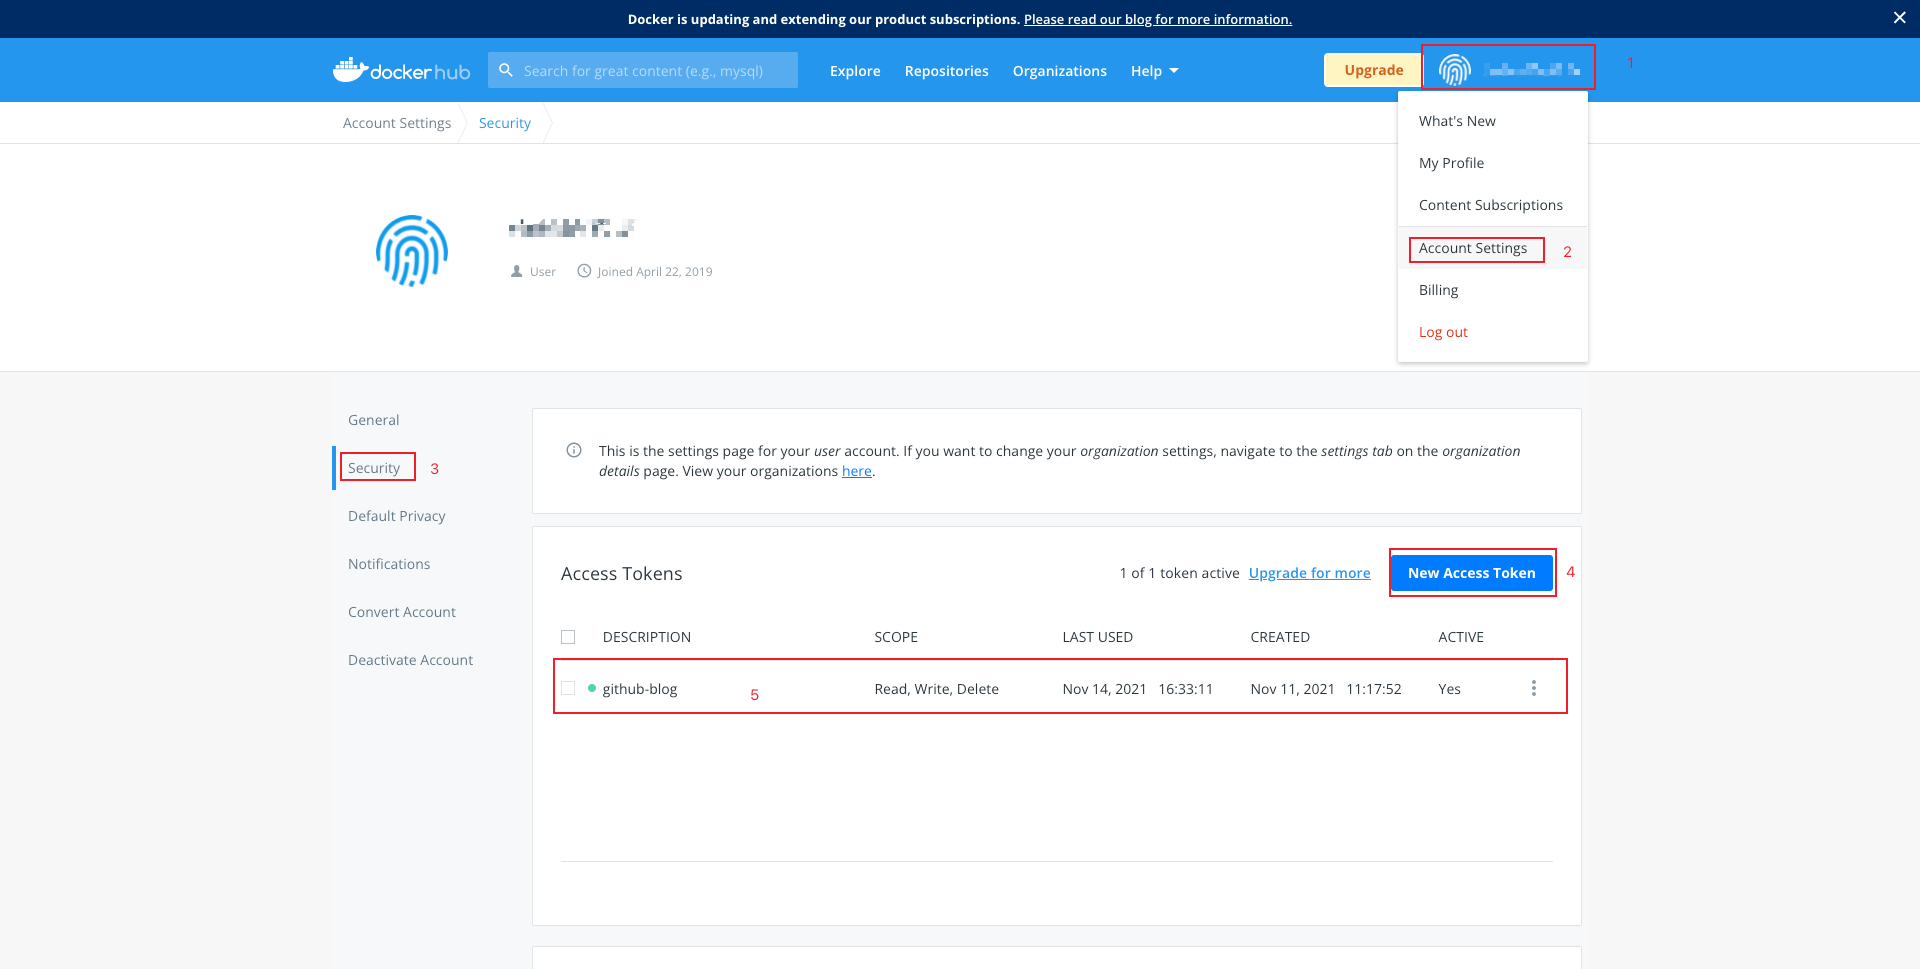 Docker is updating and extending our product subscriptions. Please read our blog for more information.
docker hub
Search for great content (e.g., mysql)
Explore
Repositories
Organizations
Help
Upgrade
1
Account Settings
Security
What's New
My Profile
Content Subscriptions
Account Settings
2
Billing
Log out
User
Joined April 22, 2019
General
Security
3
Default Privacy
Notifications
Convert Account
Deactivate Account
This is the settings page for your user account. If you want to change your organization settings, navigate to the settings tab on the organization
details page. View your organizations here.
Access Tokens
1 of 1 token active
Upgrade for more
New Access Token
4
DESCRIPTION SCOPE LAST USED CREATED ACTIVE
github-blog 5 Read, Write, Delete Nov 14, 2021 16:33:11 Nov 11, 2021 11:17:52 Yes